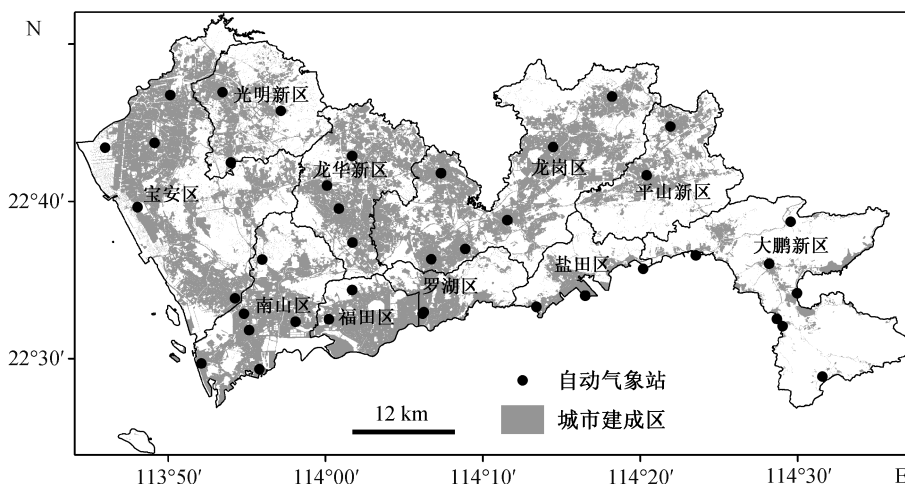 N
光明新区
龙华新区
龙岗区
坪山新区
22°40′
宝安区
大鹏新区
盐田区
罗湖区
南山区
福田区
22°30′
自动气象站
12 km
城市建成区
113°50′
114°00′
114°10′
114°20′
114°30′
E